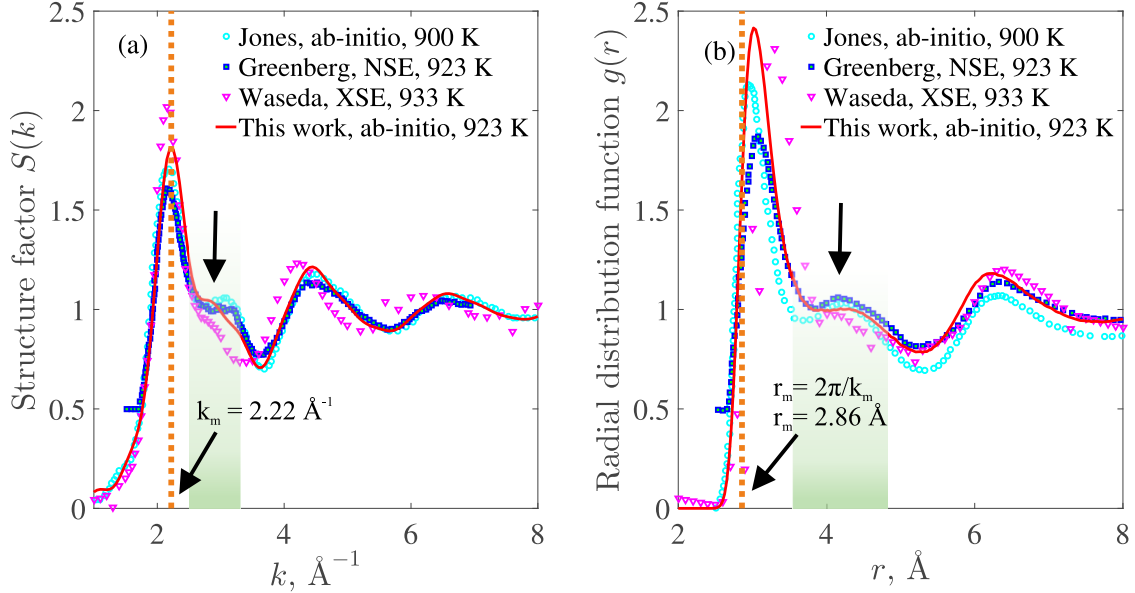 (a)
Jones, ab-initio, 900 K
Greenberg, NSE, 923 K
Waseda, XSE, 933 K
This work, ab-initio, 923 K
Structure factor S(k)
2.5
2
1.5
1
0.5
0
k_m = 2.22 Å⁻¹
2 4 6 8
k, Å⁻¹
(b)
Jones, ab-initio, 900 K
Greenberg, NSE, 923 K
Waseda, XSE, 933 K
This work, ab-initio, 923 K
Radial distribution function g(r)
2.5
2
1.5
1
0.5
0
r_m = 2π/k_m
r_m = 2.86 Å
2 4 6 8
r, Å